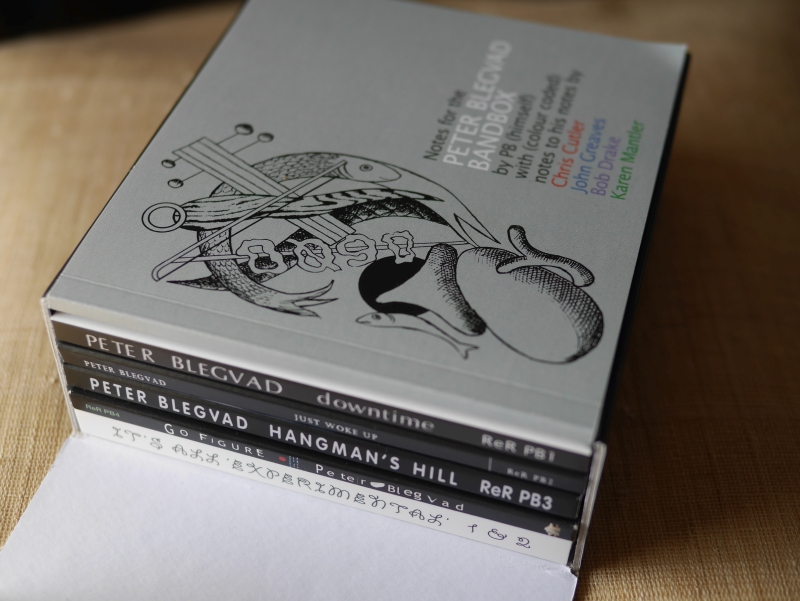 Notes for the
PETER BLEGVAD
BANDBOX
by PB (himself)
with (colour coded)
notes to his notes by
Chris Cutler
John Greaves
Bob Drake
Karen Mantler
PETER BLEGVAD downtime ReR PB1
PETER BLEGVAD JUST WOKE UP ReR
PETER BLEGVAD HANGMAN'S HILL ReR PB3
ReR PB4 GO FIGURE Peter Blegvad
IT'S ALL EXPERIMENTAL 1 & 2